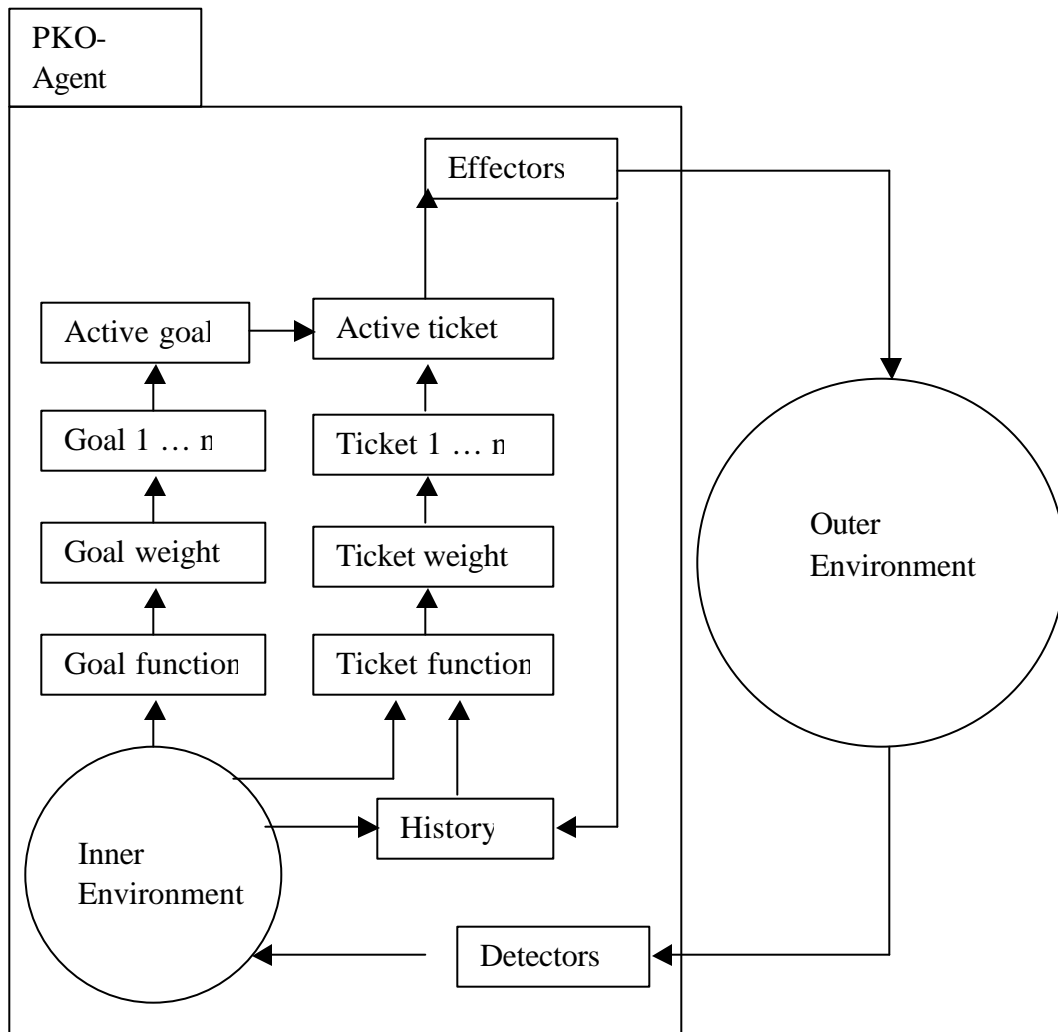 PKO-
Agent
Effectors
Active goal
Active ticket
Goal 1 … n
Ticket 1 … n
Goal weight
Ticket weight
Outer
Environment
Goal function
Ticket function
History
Inner
Environment
Detectors